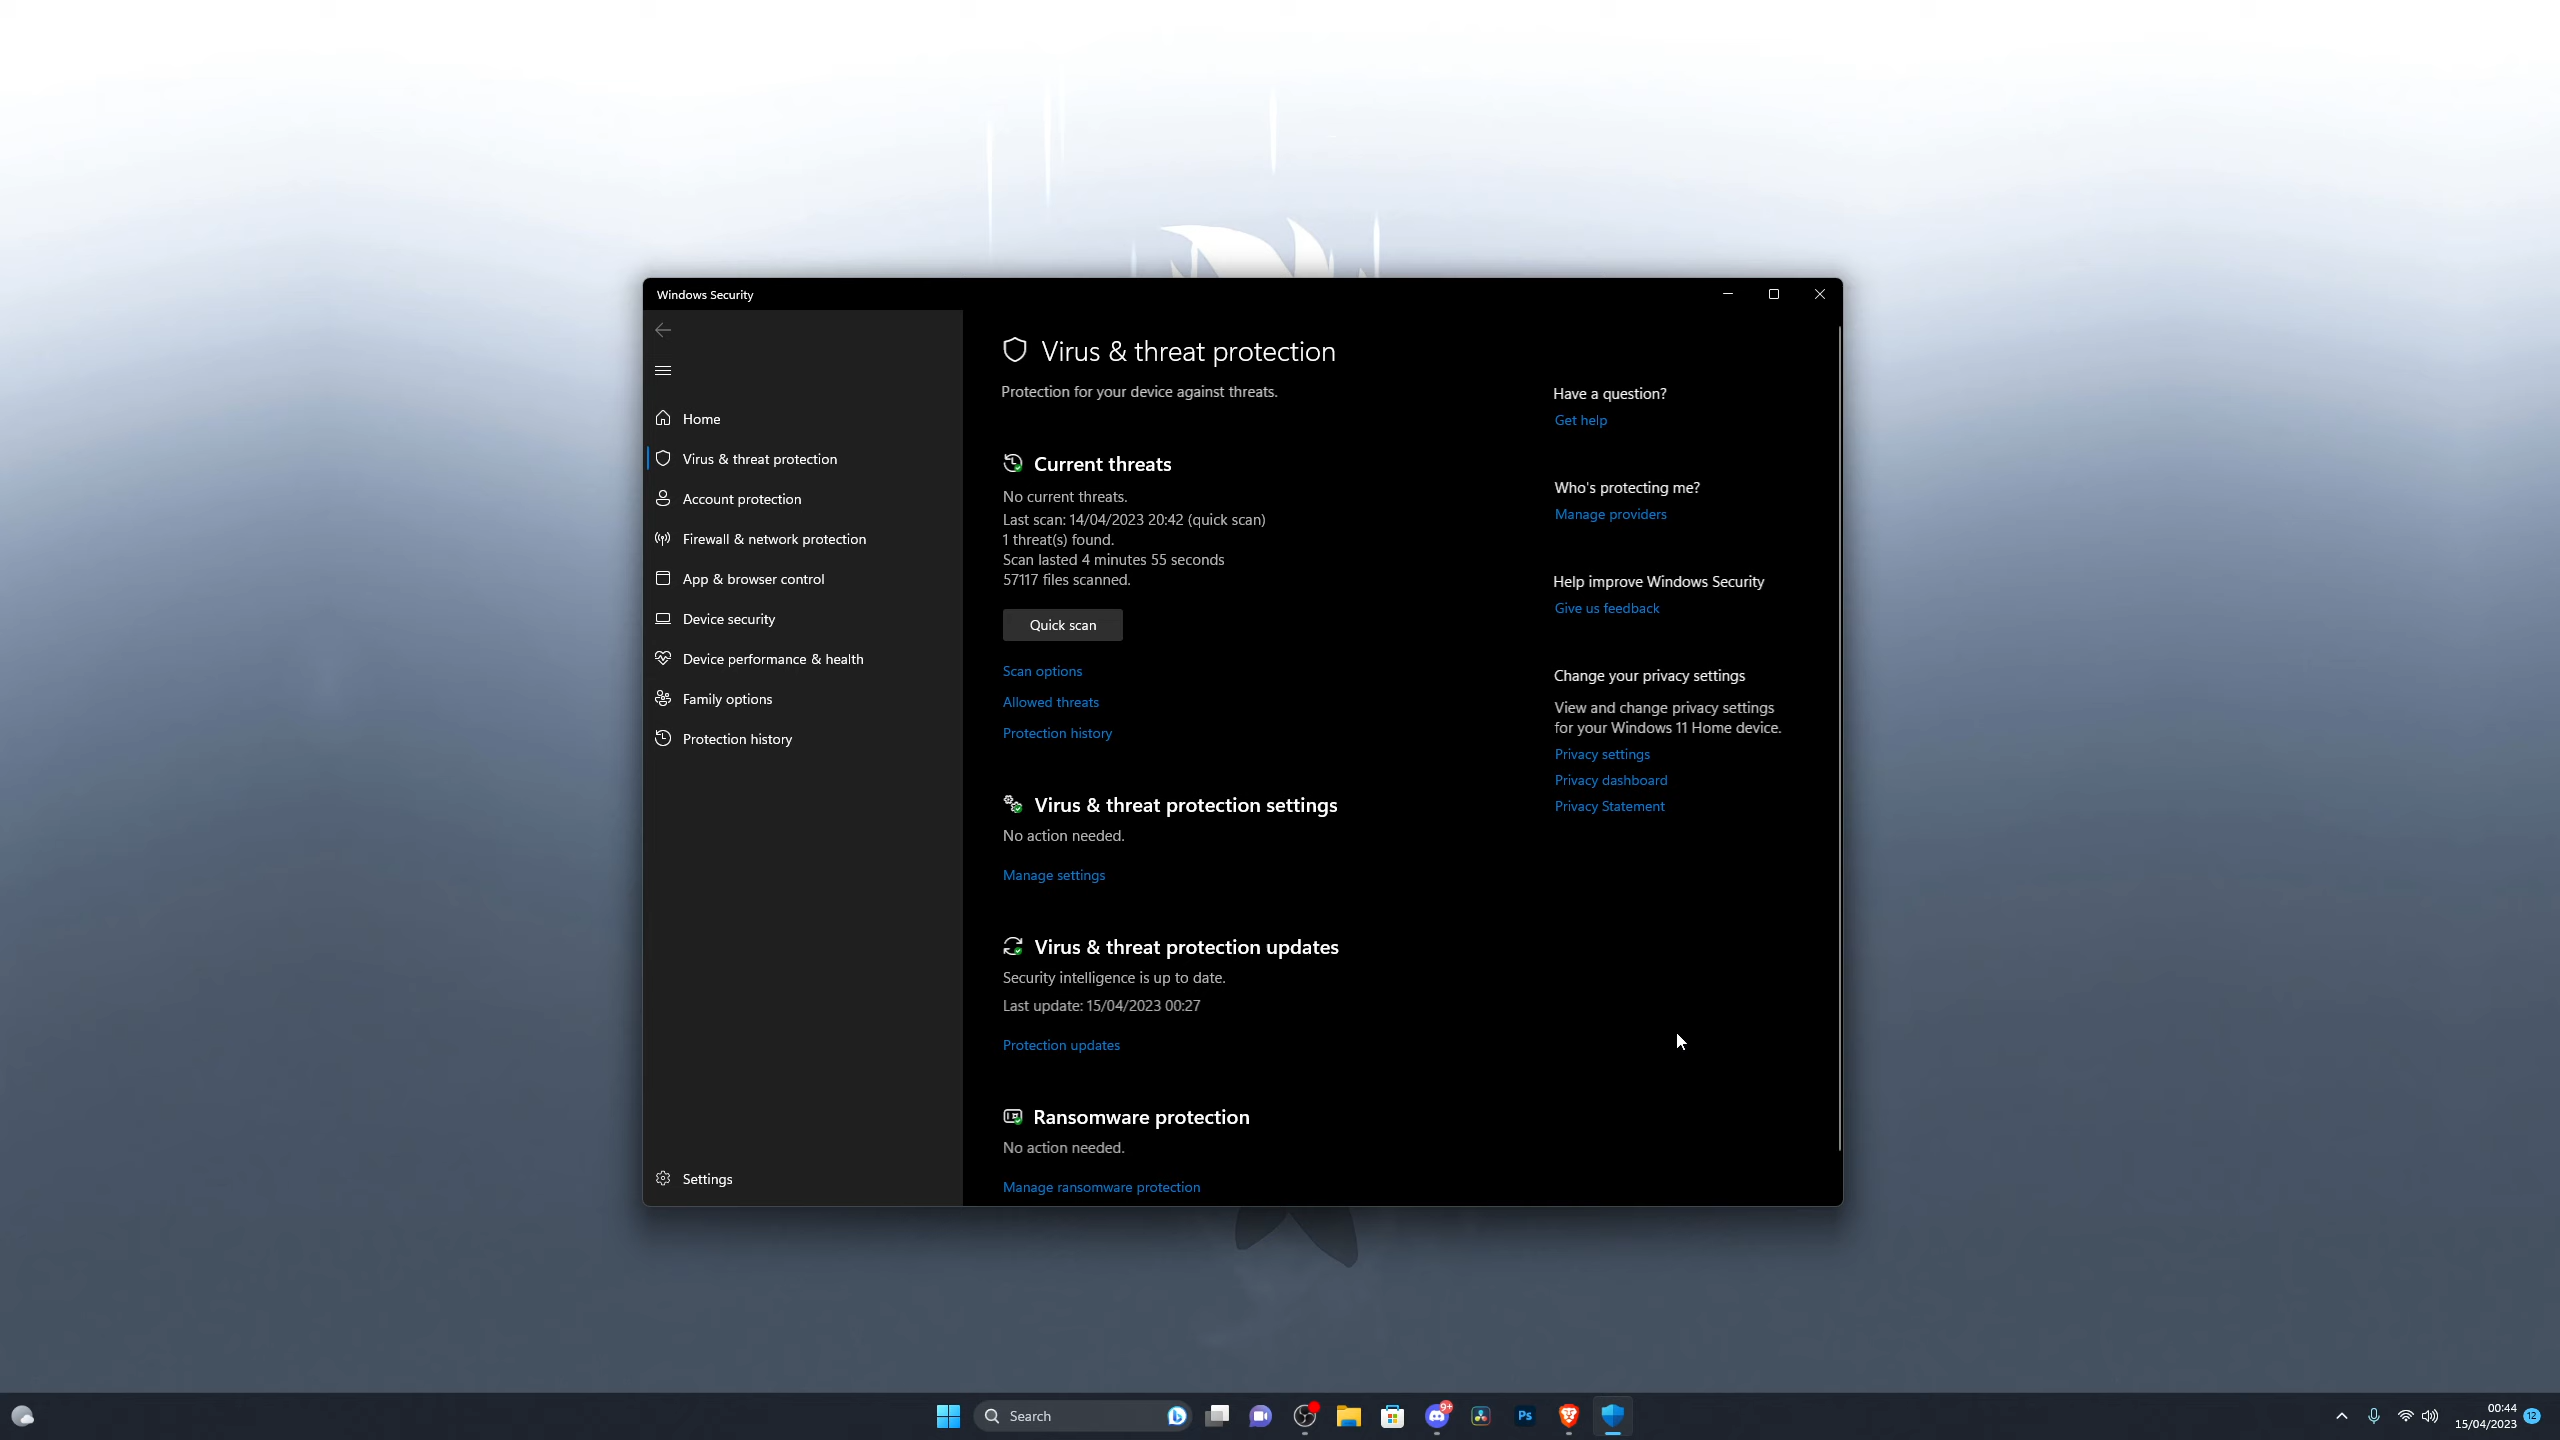 Windows Security
Home
Virus & threat protection
Account protection
Firewall & network protection
App & browser control
Device security
Device performance & health
Family options
Protection history
Settings
Virus & threat protection
Protection for your device against threats.
Current threats
No current threats.
Last scan: 14/04/2023 20:42 (quick scan)
1 threat(s) found.
Scan lasted 4 minutes 55 seconds
57117 files scanned.
Quick scan
Scan options
Allowed threats
Protection history
Virus & threat protection settings
No action needed.
Manage settings
Virus & threat protection updates
Security intelligence is up to date.
Last update: 15/04/2023 00:27
Protection updates
Ransomware protection
No action needed.
Manage ransomware protection
Have a question?
Get help
Who's protecting me?
Manage providers
Help improve Windows Security
Give us feedback
Change your privacy settings
View and change privacy settings
for your Windows 11 Home device.
Privacy settings
Privacy dashboard
Privacy Statement
Search
9+
Ps
00:44
15/04/2023
12